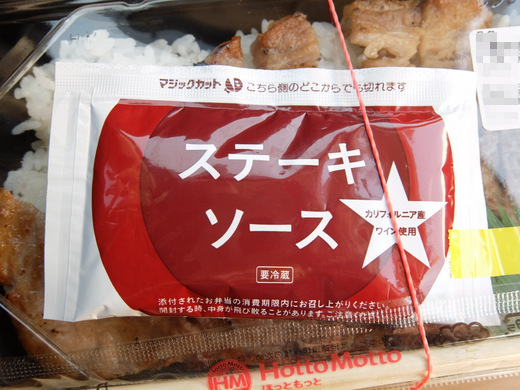 マジックカット こちら側のどこからでも切れます
ステーキ
ソース
カリフォルニア産
ワイン使用
要冷蔵
添付されたお弁当の消費期限内にお召し上がりください。
開封する時、中身が飛び散ることがあります。ご注意ください。
HM HottoMotto
ほっともっと